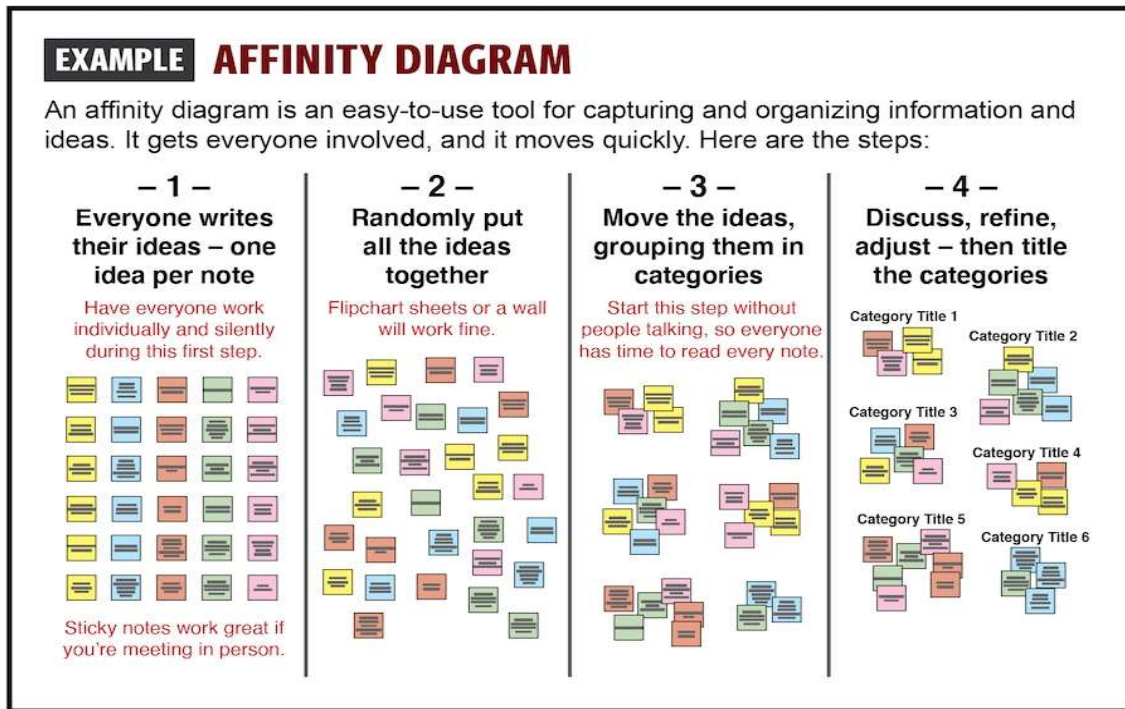 EXAMPLE AFFINITY DIAGRAM
An affinity diagram is an easy-to-use tool for capturing and organizing information and
ideas. It gets everyone involved, and it moves quickly. Here are the steps:
– 1 –
Everyone writes
their ideas – one
idea per note
Have everyone work
individually and silently
during this first step.
Sticky notes work great if
you're meeting in person.
– 2 –
Randomly put
all the ideas
together
Flipchart sheets or a wall
will work fine.
– 3 –
Move the ideas,
grouping them in
categories
Start this step without
people talking, so everyone
has time to read every note.
– 4 –
Discuss, refine,
adjust – then title
the categories
Category Title 1
Category Title 2
Category Title 3
Category Title 4
Category Title 5
Category Title 6